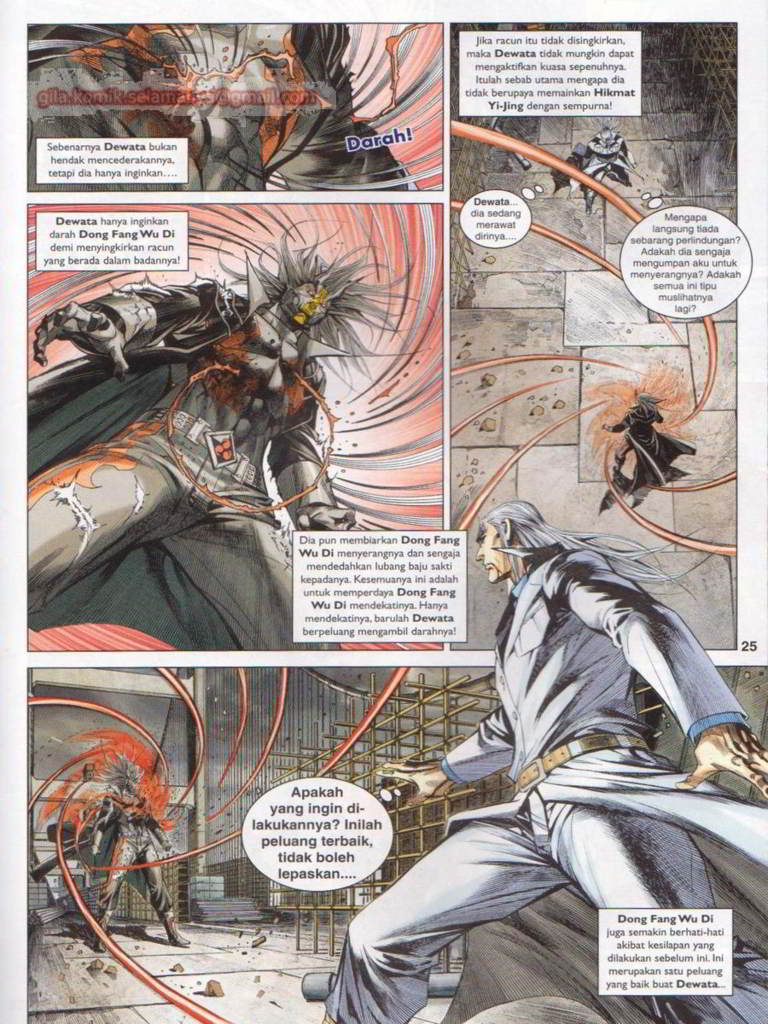 gila.komik.selamanya@gmail.com
Darah!
Sebenarnya Dewata bukan
hendak mencederakannya,
tetapi dia hanya inginkan....
Jika racun itu tidak disingkirkan,
maka Dewata tidak mungkin dapat
mengaktifkan kuasa sepenuhnya.
Itulah sebab utama mengapa dia
tidak berupaya memainkan Hikmat
Yi-Jing dengan sempurna!
Dewata...
dia sedang
merawat
dirinya....
Mengapa
langsung tiada
sebarang perlindungan?
Adakah dia sengaja
mengumpan aku untuk
menyerangnya? Adakah
semua ini tipu
muslihatnya
lagi?
Dewata hanya inginkan
darah Dong Fang Wu Di
demi menyingkirkan racun
yang berada dalam badannya!
Dia pun membiarkan Dong Fang
Wu Di menyerangnya dan sengaja
mendedahkan lubang baju sakti
kepadanya. Kesemuanya ini adalah
untuk memperdaya Dong Fang
Wu Di mendekatinya. Hanya
mendekatinya, barulah Dewata
berpeluang mengambil darahnya!
25
Apakah
yang ingin di-
lakukannya? Inilah
peluang terbaik,
tidak boleh
lepaskan....
Dong Fang Wu Di
juga semakin berhati-hati
akibat kesilapan yang
dilakukan sebelum ini. Ini
merupakan satu peluang
yang baik buat Dewata...